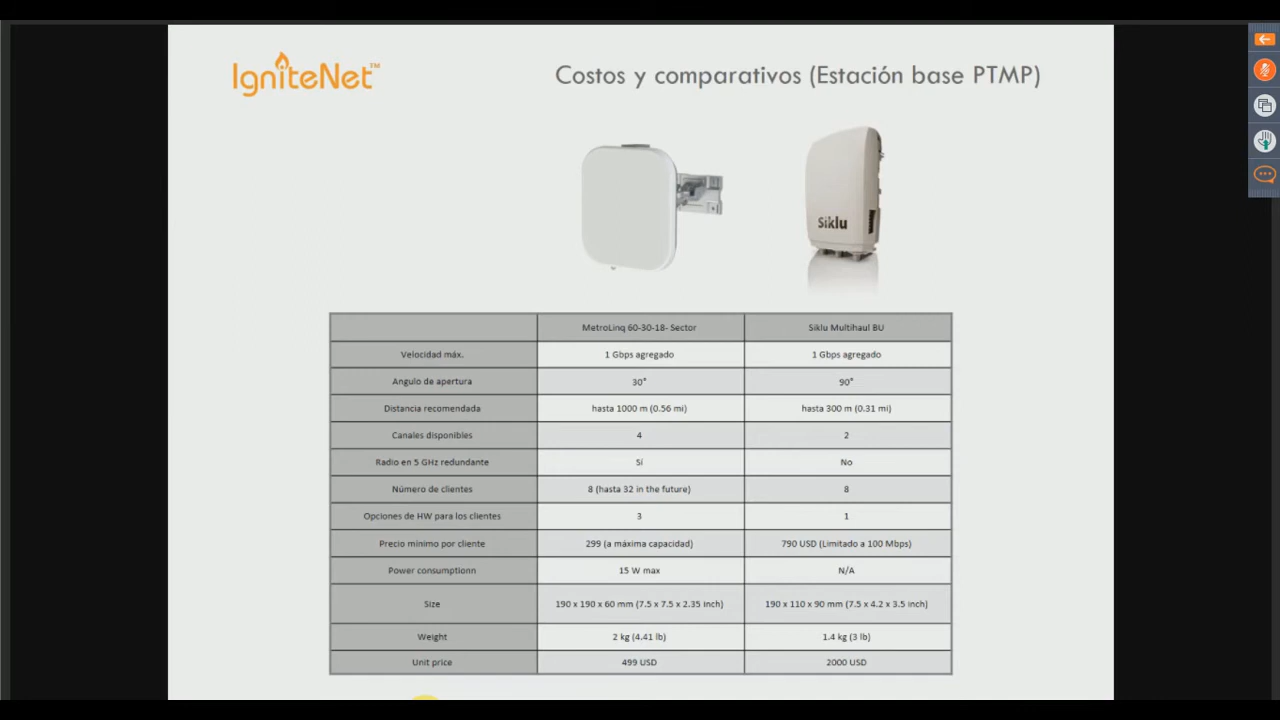 IgniteNet™
Costos y comparativos (Estación base PTMP)
Siklu
MetroLinq 60-30-18- Sector Siklu Multihaul BU
Velocidad máx. 1 Gbps agregado 1 Gbps agregado
Angulo de apertura 30° 90°
Distancia recomendada hasta 1000 m (0.56 mi) hasta 300 m (0.31 mi)
Canales disponibles 4 2
Radio en 5 GHz redundante Sí No
Número de clientes 8 (hasta 32 in the future) 8
Opciones de HW para los clientes 3 1
Precio mínimo por cliente 299 (a máxima capacidad) 790 USD (Limitado a 100 Mbps)
Power consumptionn 15 W max N/A
Size 190 x 190 x 60 mm (7.5 x 7.5 x 2.35 inch) 190 x 110 x 90 mm (7.5 x 4.2 x 3.5 inch)
Weight 2 kg (4.41 lb) 1.4 kg (3 lb)
Unit price 499 USD 2000 USD